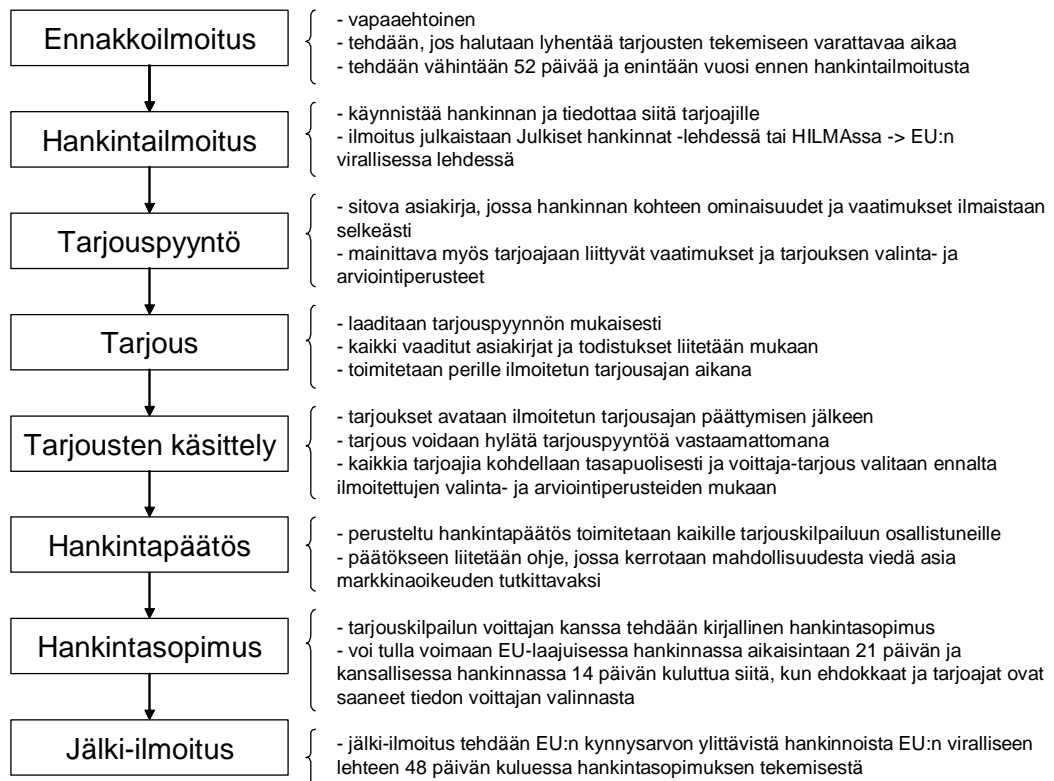 Ennakkoilmoitus
- vapaaehtoinen
- tehdään, jos halutaan lyhentää tarjousten tekemiseen varattavaa aikaa
- tehdään vähintään 52 päivää ja enintään vuosi ennen hankintailmoitusta
Hankintailmoitus
- käynnistää hankinnan ja tiedottaa siitä tarjoajille
- ilmoitus julkaistaan Julkiset hankinnat -lehdessä tai HILMAssa -> EU:n
virallisessa lehdessä
Tarjouspyyntö
- sitova asiakirja, jossa hankinnan kohteen ominaisuudet ja vaatimukset ilmaistaan
selkeästi
- mainittava myös tarjoajaan liittyvät vaatimukset ja tarjouksen valinta- ja
arviointiperusteet
Tarjous
- laaditaan tarjouspyynnön mukaisesti
- kaikki vaaditut asiakirjat ja todistukset liitetään mukaan
- toimitetaan perille ilmoitetun tarjousajan aikana
Tarjousten käsittely
- tarjoukset avataan ilmoitetun tarjousajan päättymisen jälkeen
- tarjous voidaan hylätä tarjouspyyntöä vastaamattomana
- kaikkia tarjoajia kohdellaan tasapuolisesti ja voittaja-tarjous valitaan ennalta
ilmoitettujen valinta- ja arviointiperusteiden mukaan
Hankintapäätös
- perusteltu hankintapäätös toimitetaan kaikille tarjouskilpailuun osallistuneille
- päätökseen liitetään ohje, jossa kerrotaan mahdollisuudesta viedä asia
markkinaoikeuden tutkittavaksi
Hankintasopimus
- tarjouskilpailun voittajan kanssa tehdään kirjallinen hankintasopimus
- voi tulla voimaan EU-laajuisessa hankinnassa aikaisintaan 21 päivän ja
kansallisessa hankinnassa 14 päivän kuluttua siitä, kun ehdokkaat ja tarjoajat ovat
saaneet tiedon voittajan valinnasta
Jälki-ilmoitus
- jälki-ilmoitus tehdään EU:n kynnysarvon ylittävistä hankinnoista EU:n viralliseen
lehteen 48 päivän kuluessa hankintasopimuksen tekemisestä